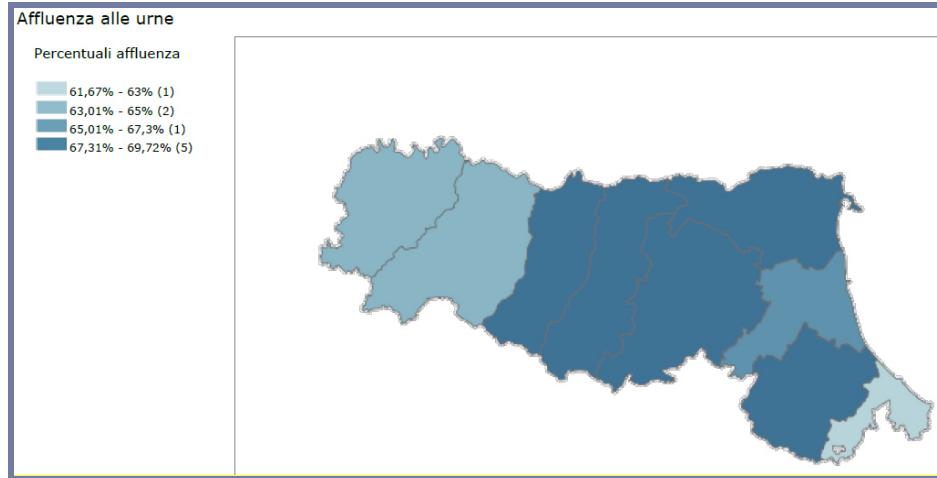 Affluenza alle urne
Percentuali affluenza
61,67% - 63% (1)
63,01% - 65% (2)
65,01% - 67,3% (1)
67,31% - 69,72% (5)